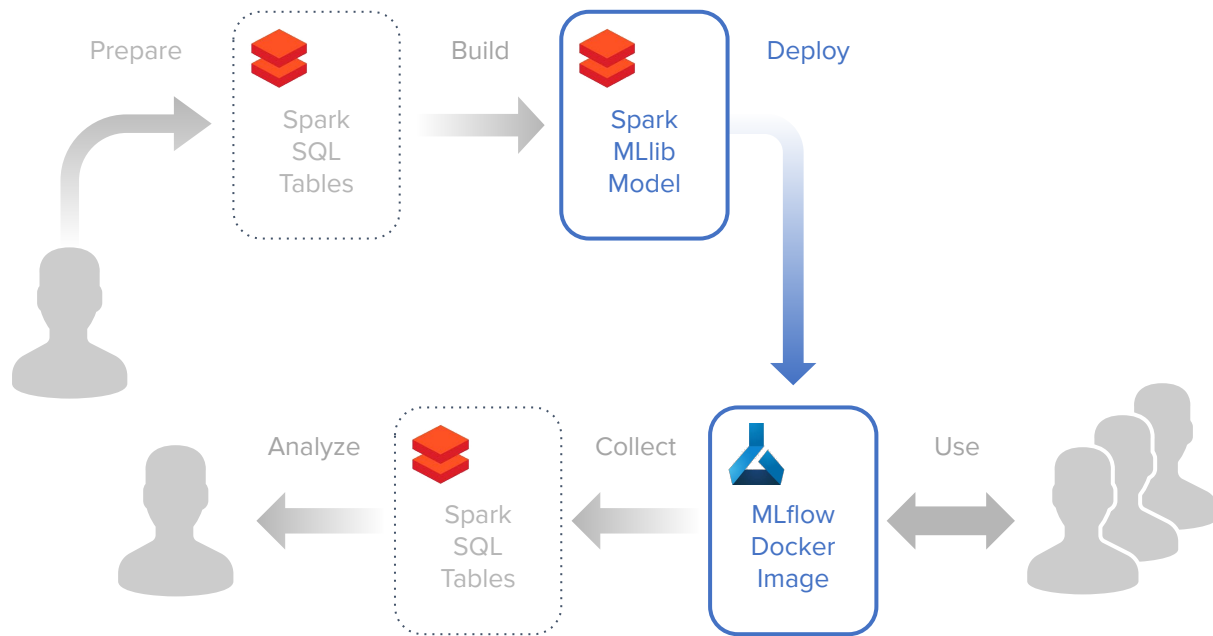 Prepare
Spark
SQL
Tables
Build
Spark
MLlib
Model
Deploy
Analyze
Spark
SQL
Tables
Collect
MLflow
Docker
Image
Use